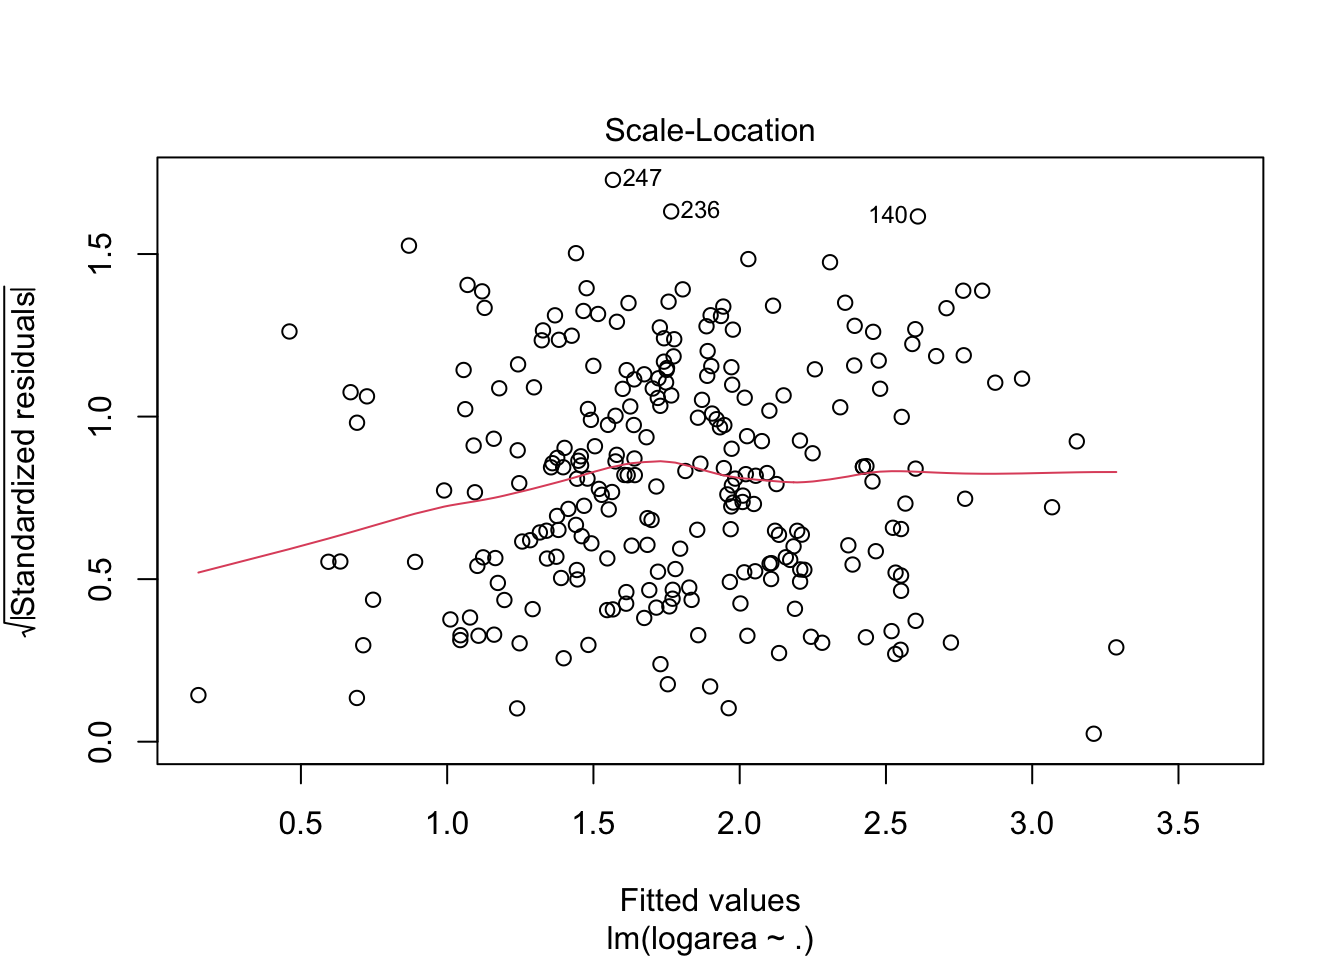 Scale-Location
247
236
140
√|Standardized residuals|
0.0 0.5 1.0 1.5
0.5 1.0 1.5 2.0 2.5 3.0 3.5
Fitted values
lm(logarea ~ .)